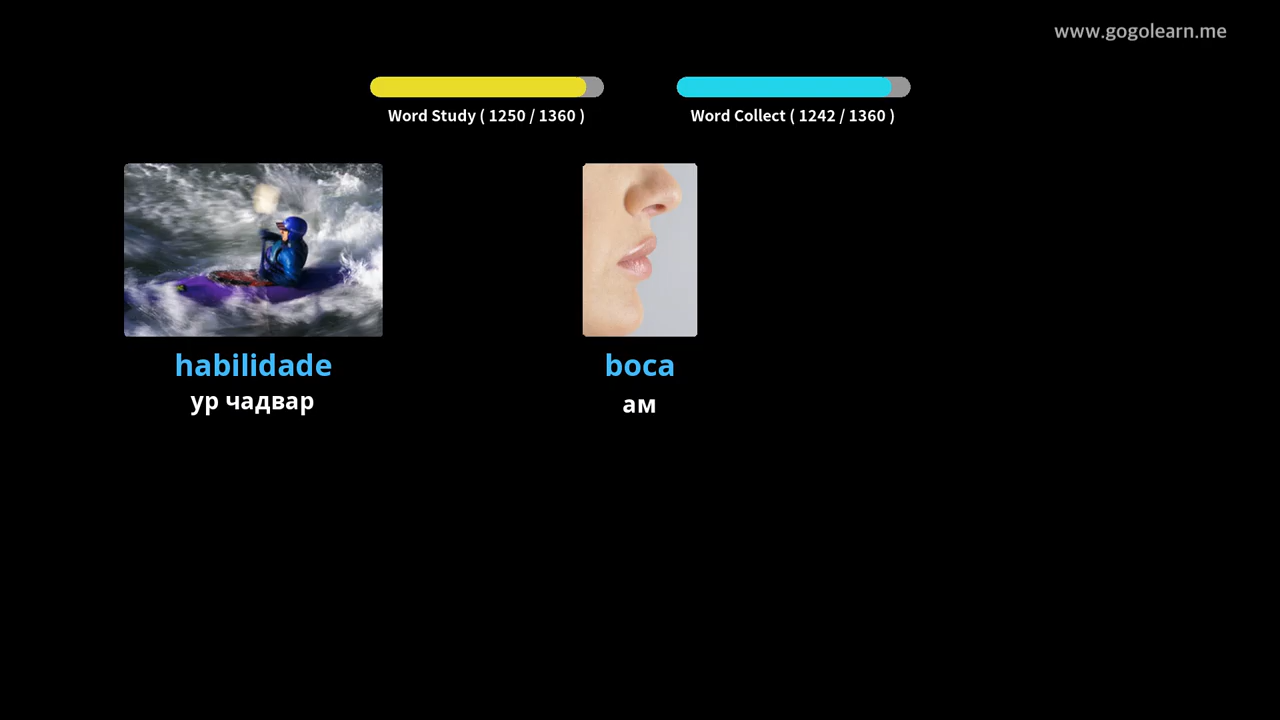 www.gogolearn.me
Word Study ( 1250 / 1360 )
Word Collect ( 1242 / 1360 )
habilidade
ур чадвар
boca
ам